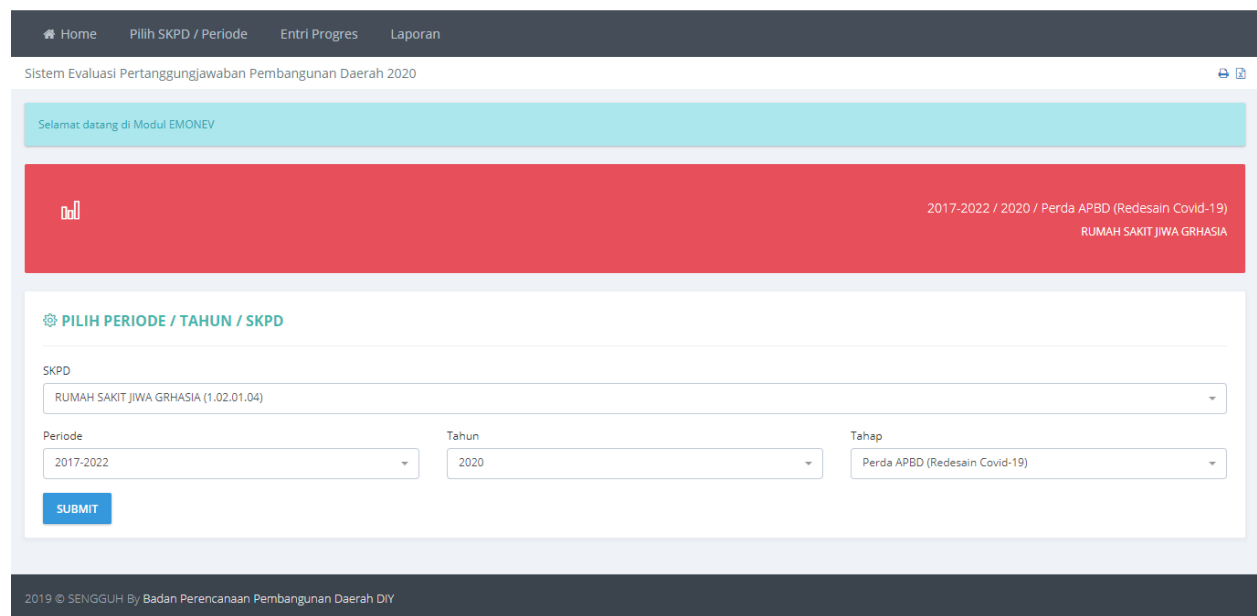 Home Pilih SKPD / Periode Entri Progres Laporan
Sistem Evaluasi Pertanggungjawaban Pembangunan Daerah 2020
Selamat datang di Modul EMONEV
2017-2022 / 2020 / Perda APBD (Redesain Covid-19)
RUMAH SAKIT JIWA GRHASIA
PILIH PERIODE / TAHUN / SKPD
SKPD
RUMAH SAKIT JIWA GRHASIA (1.02.01.04)
Periode Tahun Tahap
2017-2022 2020 Perda APBD (Redesain Covid-19)
SUBMIT
2019 © SENGGUH By Badan Perencanaan Pembangunan Daerah DIY